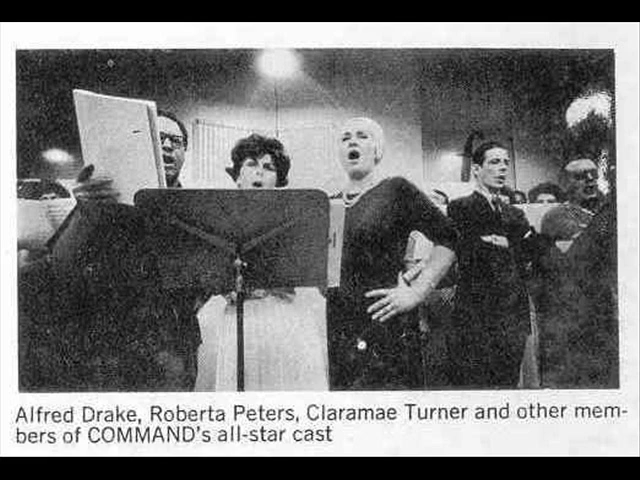 Alfred Drake, Roberta Peters, Claramae Turner and other mem-
bers of COMMAND's all-star cast